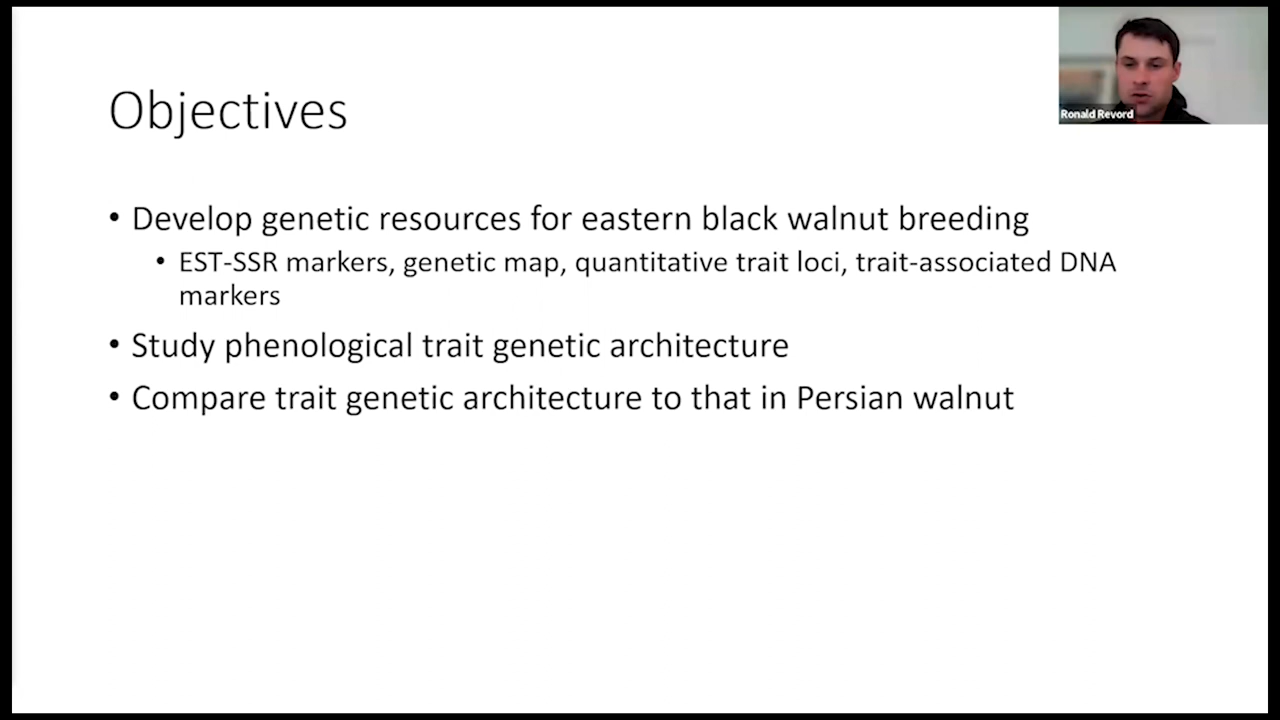 Objectives
Ronald Revord
• Develop genetic resources for eastern black walnut breeding
• EST-SSR markers, genetic map, quantitative trait loci, trait-associated DNA
markers
• Study phenological trait genetic architecture
• Compare trait genetic architecture to that in Persian walnut